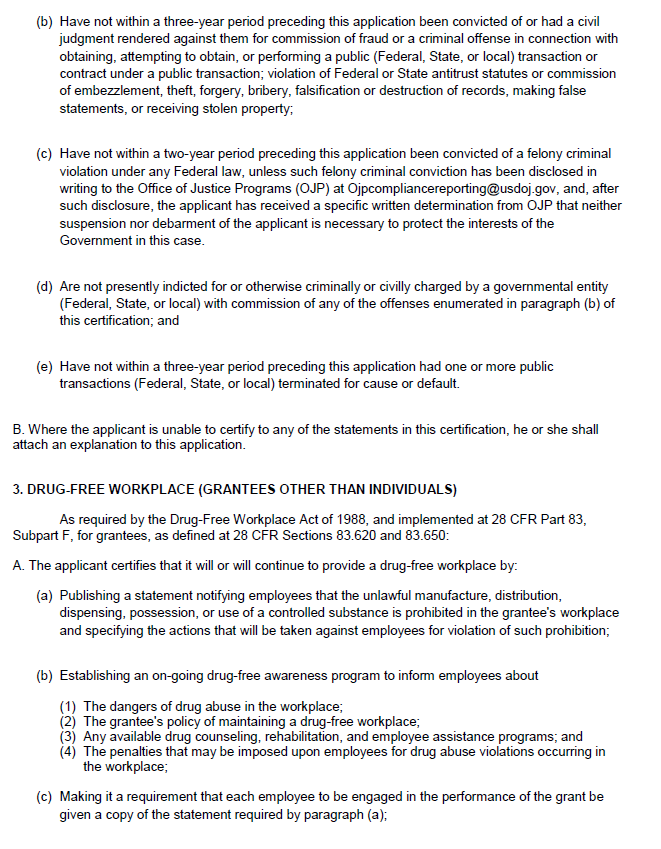 (b) Have not within a three-year period preceding this application been convicted of or had a civil
judgment rendered against them for commission of fraud or a criminal offense in connection with
obtaining, attempting to obtain, or performing a public (Federal, State, or local) transaction or
contract under a public transaction; violation of Federal or State antitrust statutes or commission
of embezzlement, theft, forgery, bribery, falsification or destruction of records, making false
statements, or receiving stolen property;
(c) Have not within a two-year period preceding this application been convicted of a felony criminal
violation under any Federal law, unless such felony criminal conviction has been disclosed in
writing to the Office of Justice Programs (OJP) at Ojpcompliancereporting@usdoj.gov, and, after
such disclosure, the applicant has received a specific written determination from OJP that neither
suspension nor debarment of the applicant is necessary to protect the interests of the
Government in this case.
(d) Are not presently indicted for or otherwise criminally or civilly charged by a governmental entity
(Federal, State, or local) with commission of any of the offenses enumerated in paragraph (b) of
this certification; and
(e) Have not within a three-year period preceding this application had one or more public
transactions (Federal, State, or local) terminated for cause or default.
B. Where the applicant is unable to certify to any of the statements in this certification, he or she shall
attach an explanation to this application.
3. DRUG-FREE WORKPLACE (GRANTEES OTHER THAN INDIVIDUALS)
As required by the Drug-Free Workplace Act of 1988, and implemented at 28 CFR Part 83,
Subpart F, for grantees, as defined at 28 CFR Sections 83.620 and 83.650:
A. The applicant certifies that it will or will continue to provide a drug-free workplace by:
(a) Publishing a statement notifying employees that the unlawful manufacture, distribution,
dispensing, possession, or use of a controlled substance is prohibited in the grantee's workplace
and specifying the actions that will be taken against employees for violation of such prohibition;
(b) Establishing an on-going drug-free awareness program to inform employees about
(1) The dangers of drug abuse in the workplace;
(2) The grantee's policy of maintaining a drug-free workplace;
(3) Any available drug counseling, rehabilitation, and employee assistance programs; and
(4) The penalties that may be imposed upon employees for drug abuse violations occurring in
the workplace;
(c) Making it a requirement that each employee to be engaged in the performance of the grant be
given a copy of the statement required by paragraph (a);